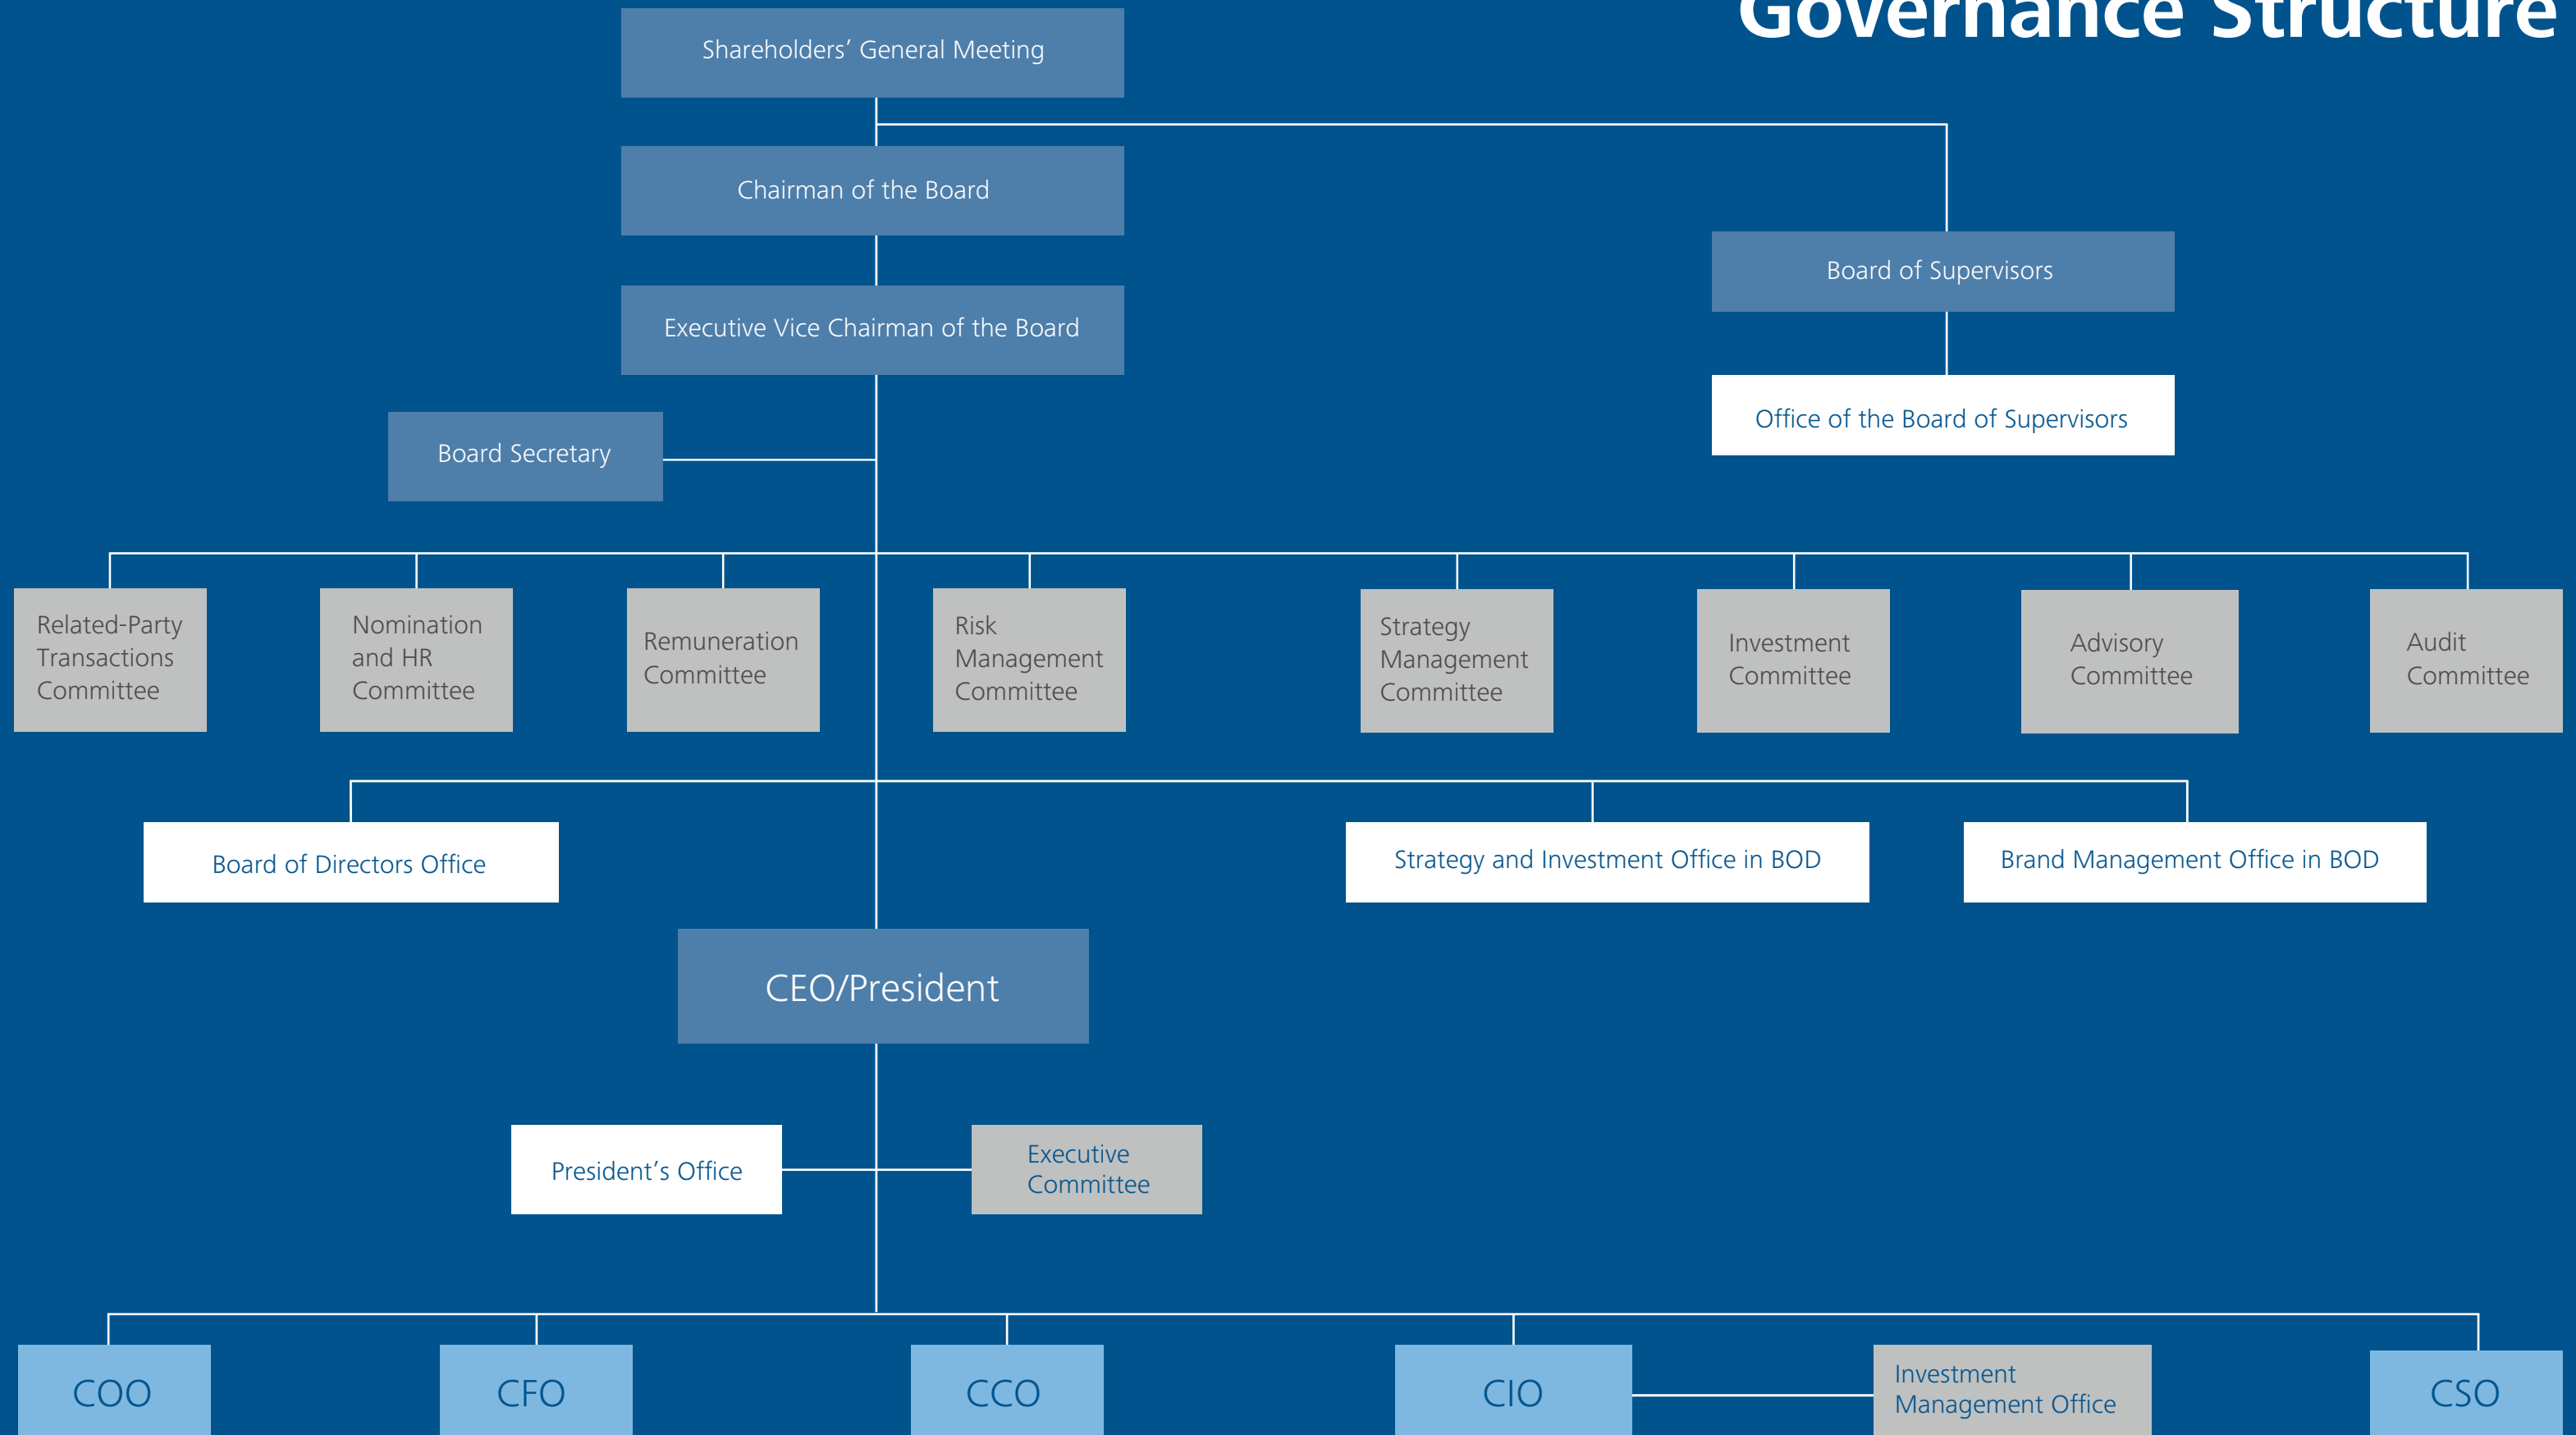 Governance Structure
Shareholders’ General Meeting
Chairman of the Board
Executive Vice Chairman of the Board
Board of Supervisors
Office of the Board of Supervisors
Board Secretary
Related-Party
Transactions
Committee
Nomination
and HR
Committee
Remuneration
Committee
Risk
Management
Committee
Strategy
Management
Committee
Investment
Committee
Advisory
Committee
Audit
Committee
Board of Directors Office
Strategy and Investment Office in BOD
Brand Management Office in BOD
CEO/President
President’s Office
Executive
Committee
COO
CFO
CCO
CIO
Investment
Management Office
CSO